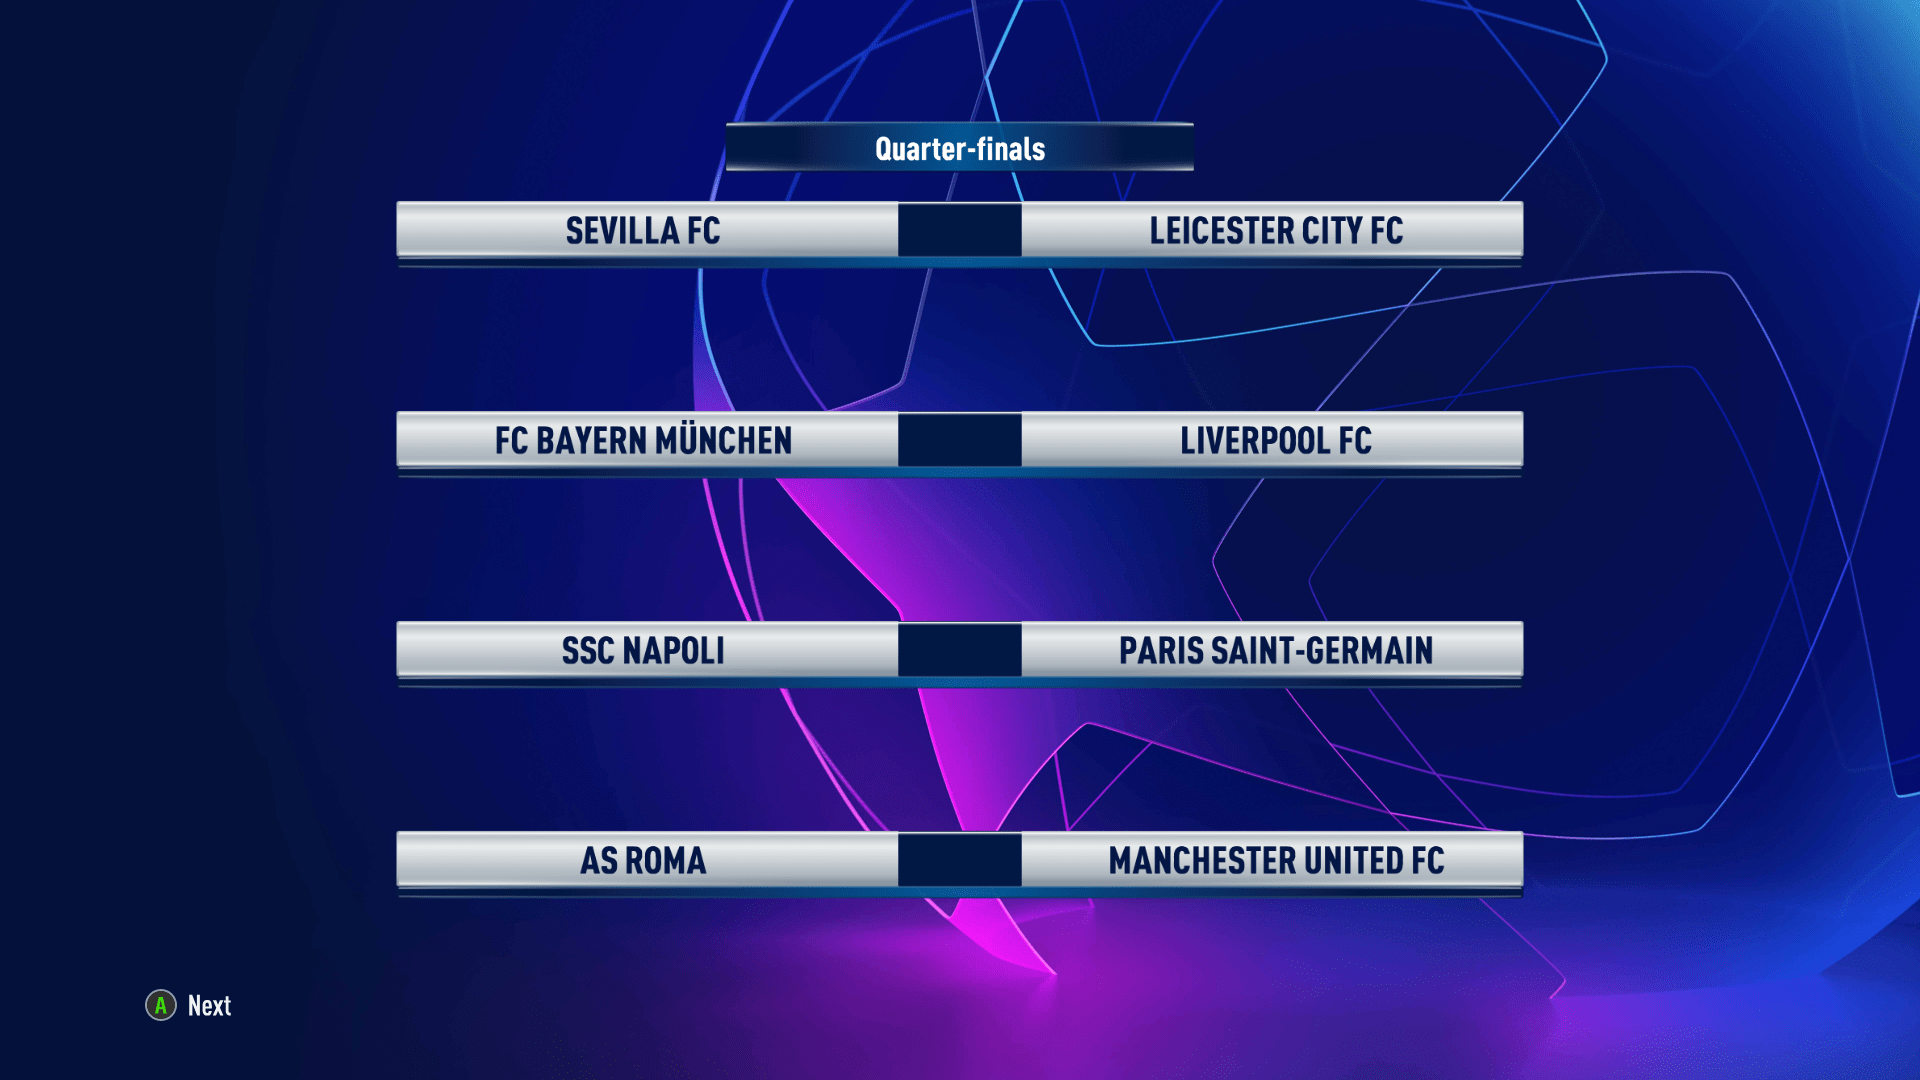 Quarter-finals
SEVILLA FC LEICESTER CITY FC
FC BAYERN MÜNCHEN LIVERPOOL FC
SSC NAPOLI PARIS SAINT-GERMAIN
AS ROMA MANCHESTER UNITED FC
A Next